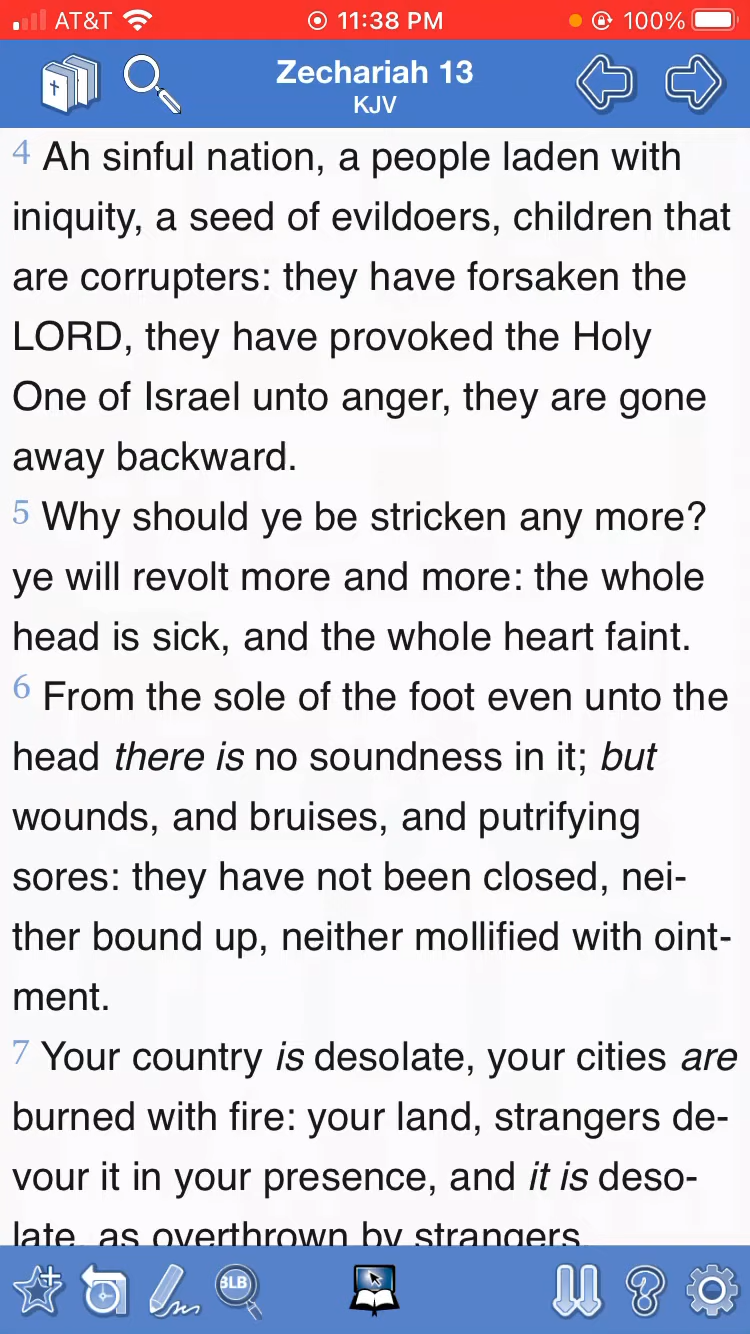 AT&T 11:38 PM 100%
Zechariah 13
KJV
4 Ah sinful nation, a people laden with
iniquity, a seed of evildoers, children that
are corrupters: they have forsaken the
LORD, they have provoked the Holy
One of Israel unto anger, they are gone
away backward.
5 Why should ye be stricken any more?
ye will revolt more and more: the whole
head is sick, and the whole heart faint.
6 From the sole of the foot even unto the
head there is no soundness in it; but
wounds, and bruises, and putrifying
sores: they have not been closed, nei-
ther bound up, neither mollified with oint-
ment.
7 Your country is desolate, your cities are
burned with fire: your land, strangers de-
vour it in your presence, and it is deso-
late, as overthrown by strangers.
BLB